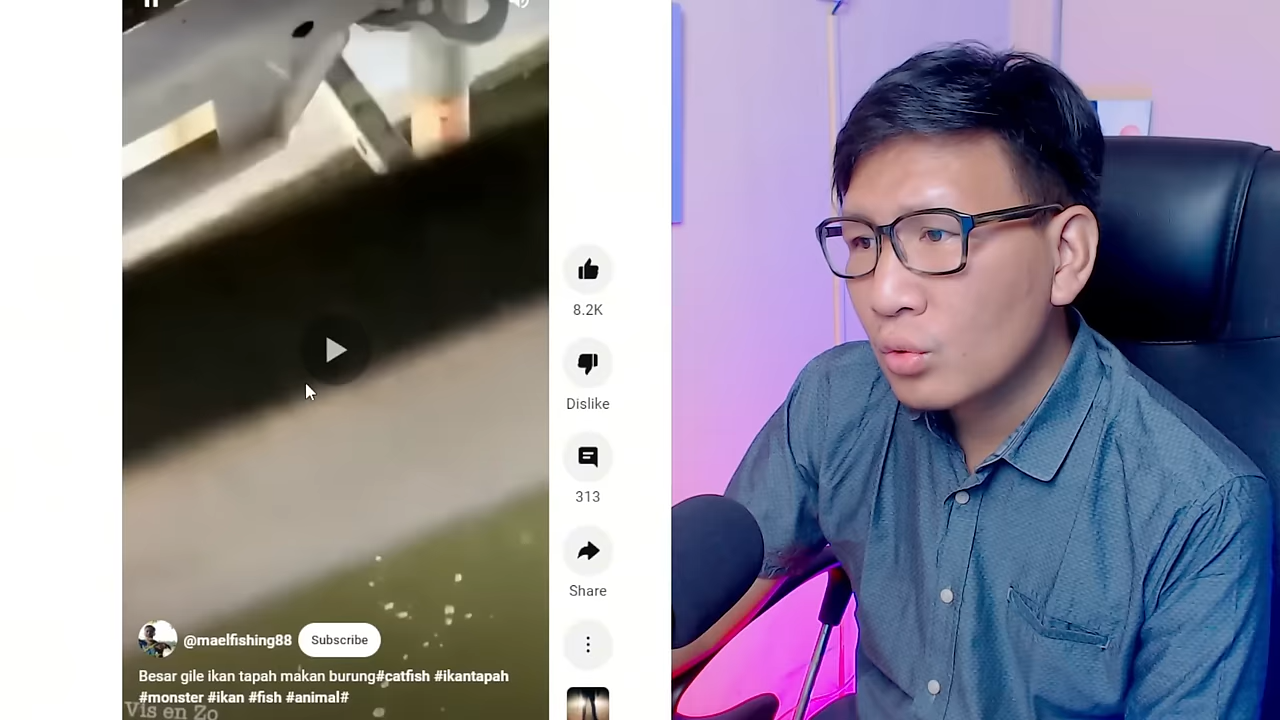 8.2K
Dislike
313
Share
@maelfishing88 Subscribe
Besar gile ikan tapah makan burung#catfish #ikantapah
#monster #ikan #fish #animal#
Vis en Zo